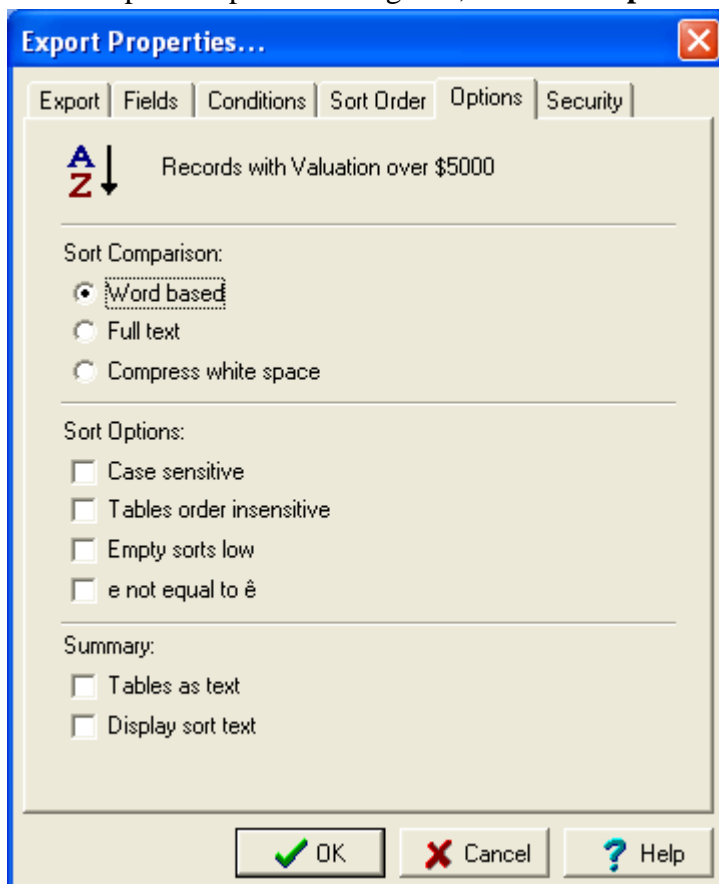 Export Properties...
Export Fields Conditions Sort Order Options Security
A
Z
Records with Valuation over $5000
Sort Comparison:
Word based
Full text
Compress white space
Sort Options:
Case sensitive
Tables order insensitive
Empty sorts low
e not equal to ê
Summary:
Tables as text
Display sort text
OK Cancel ? Help